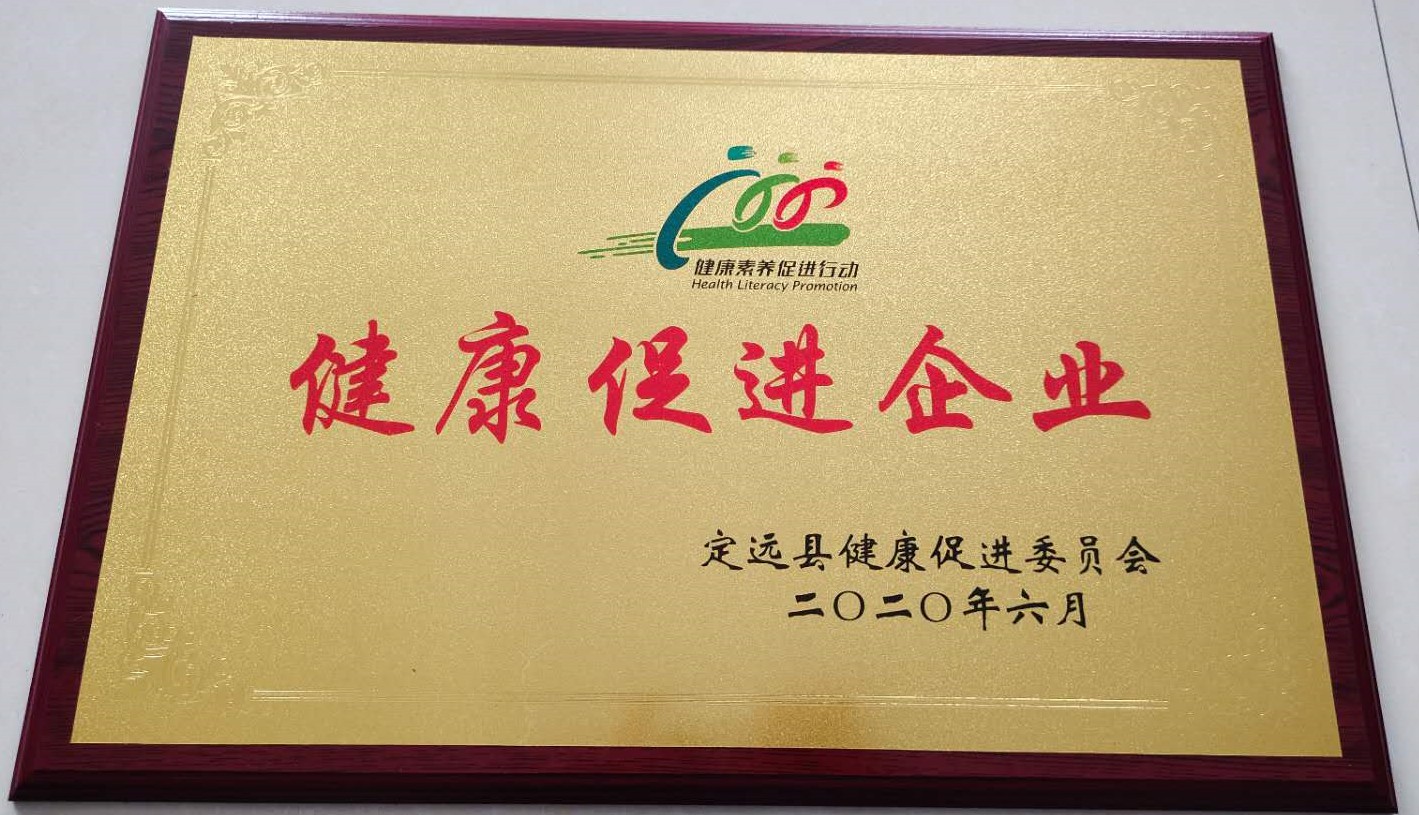 健康素养促进行动
Health Literacy Promotion
健康促进企业
定远县健康促进委员会
二〇二〇年六月